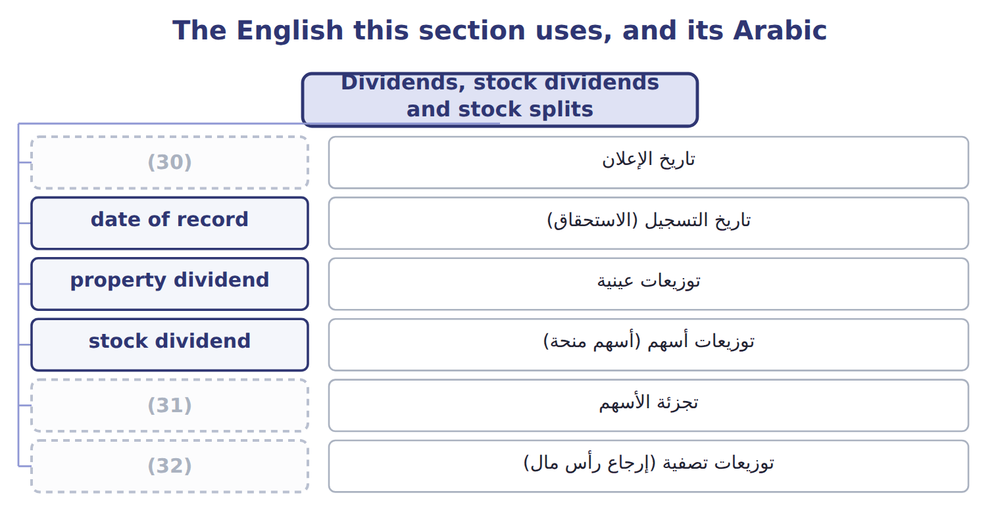 The English this section uses, and its Arabic
Dividends, stock dividends
and stock splits
(30)
تاريخ الإعلان
date of record
تاريخ التسجيل (الاستحقاق)
property dividend
توزيعات عينية
stock dividend
توزيعات أسهم (أسهم منحة)
(31)
تجزئة الأسهم
(32)
توزيعات تصفية (إرجاع رأس مال)